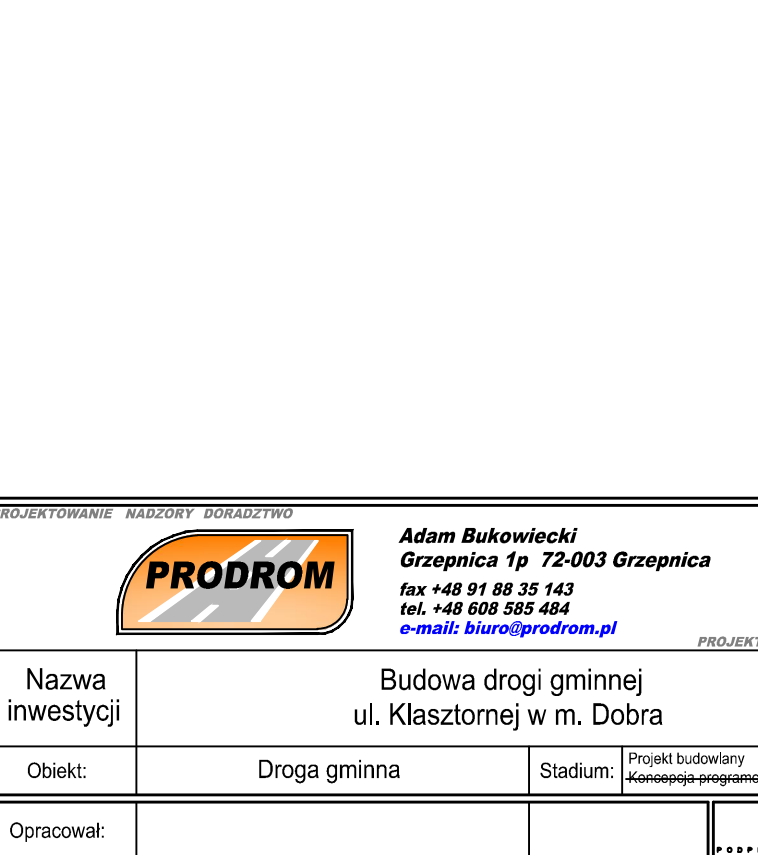 ROJEKTOWANIE NADZORY DORADZTWO
PRODROM
Adam Bukowiecki
Grzepnica 1p 72-003 Grzepnica
fax +48 91 88 35 143
tel. +48 608 585 484
e-mail: biuro@prodrom.pl
PROJEKT
Nazwa
inwestycji
Budowa drogi gminnej
ul. Klasztornej w m. Dobra
Obiekt:
Droga gminna
Stadium:
Projekt budowlany
Koncepcja programo
Opracował:
PODP